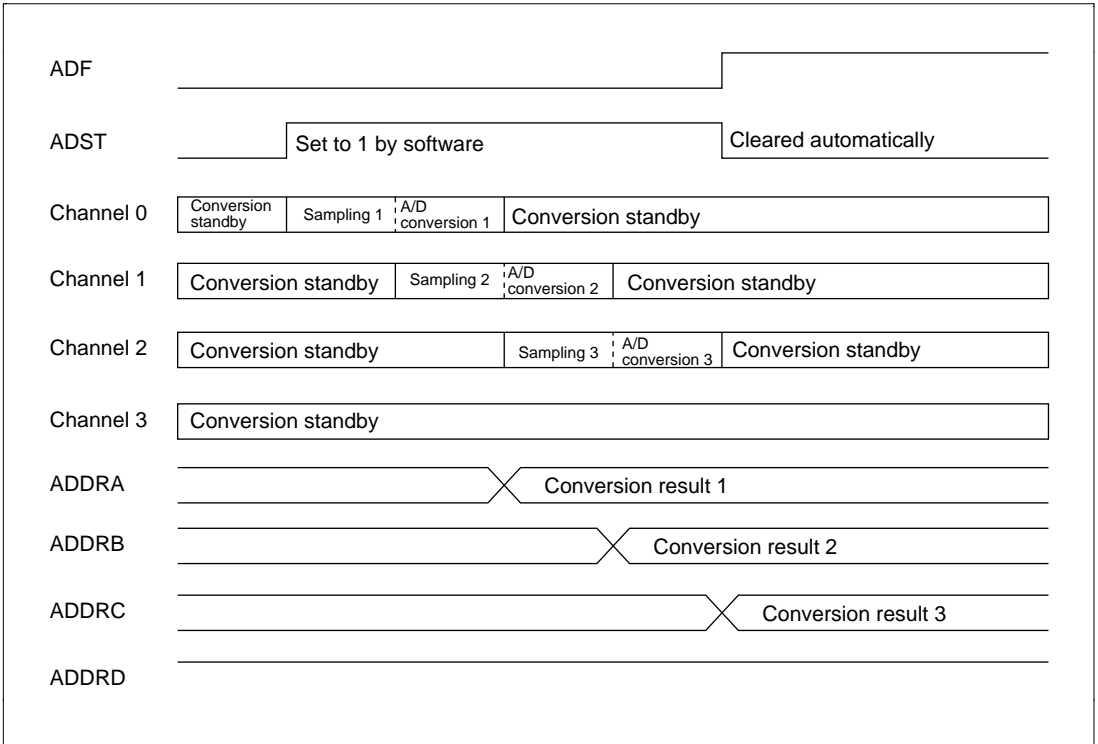 ADF
ADST
Set to 1 by software
Cleared automatically
Channel 0
Conversion
standby
Sampling 1
A/D
conversion 1
Conversion standby
Channel 1
Conversion standby
Sampling 2
A/D
conversion 2
Conversion standby
Channel 2
Conversion standby
Sampling 3
A/D
conversion 3
Conversion standby
Channel 3
Conversion standby
ADDRA
Conversion result 1
ADDRB
Conversion result 2
ADDRC
Conversion result 3
ADDRD